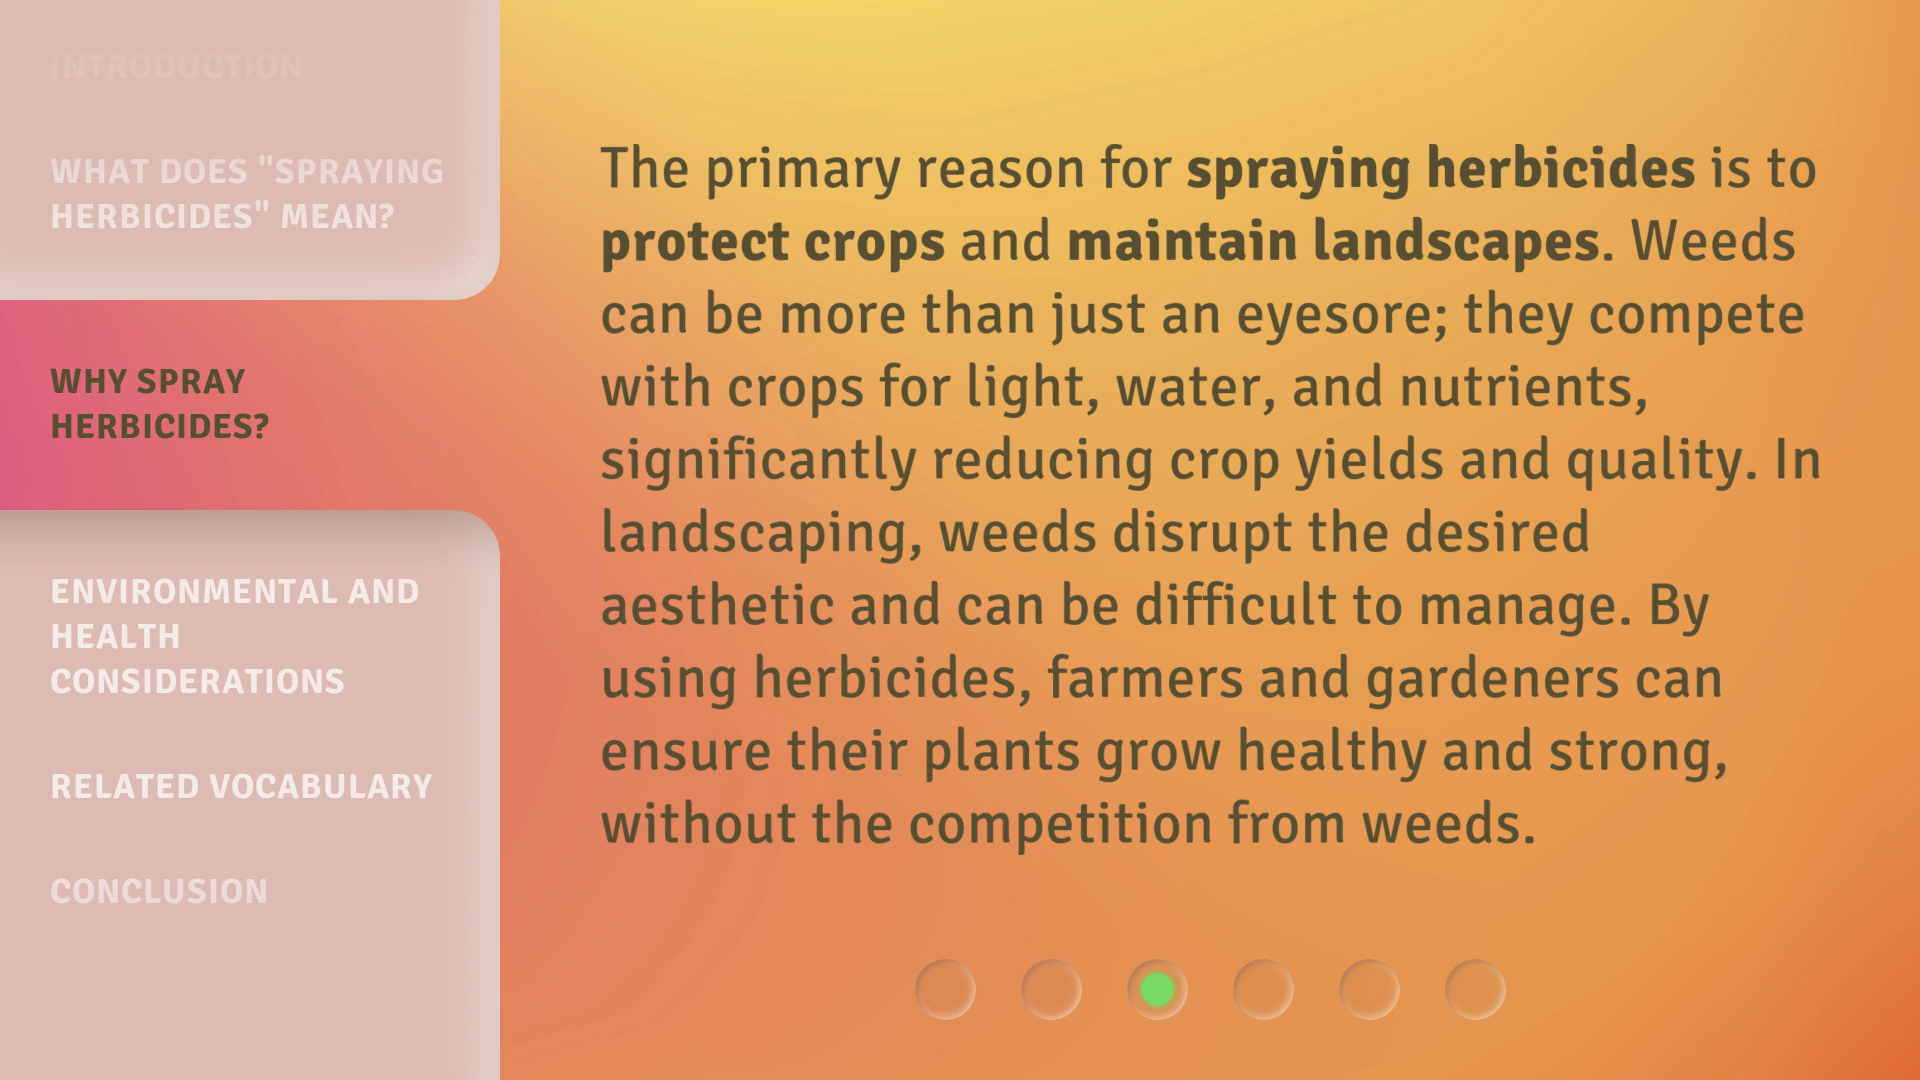 INTRODUCTION
WHAT DOES "SPRAYING
HERBICIDES" MEAN?
WHY SPRAY
HERBICIDES?
ENVIRONMENTAL AND
HEALTH
CONSIDERATIONS
RELATED VOCABULARY
CONCLUSION
The primary reason for spraying herbicides is to
protect crops and maintain landscapes. Weeds
can be more than just an eyesore; they compete
with crops for light, water, and nutrients,
significantly reducing crop yields and quality. In
landscaping, weeds disrupt the desired
aesthetic and can be difficult to manage. By
using herbicides, farmers and gardeners can
ensure their plants grow healthy and strong,
without the competition from weeds.